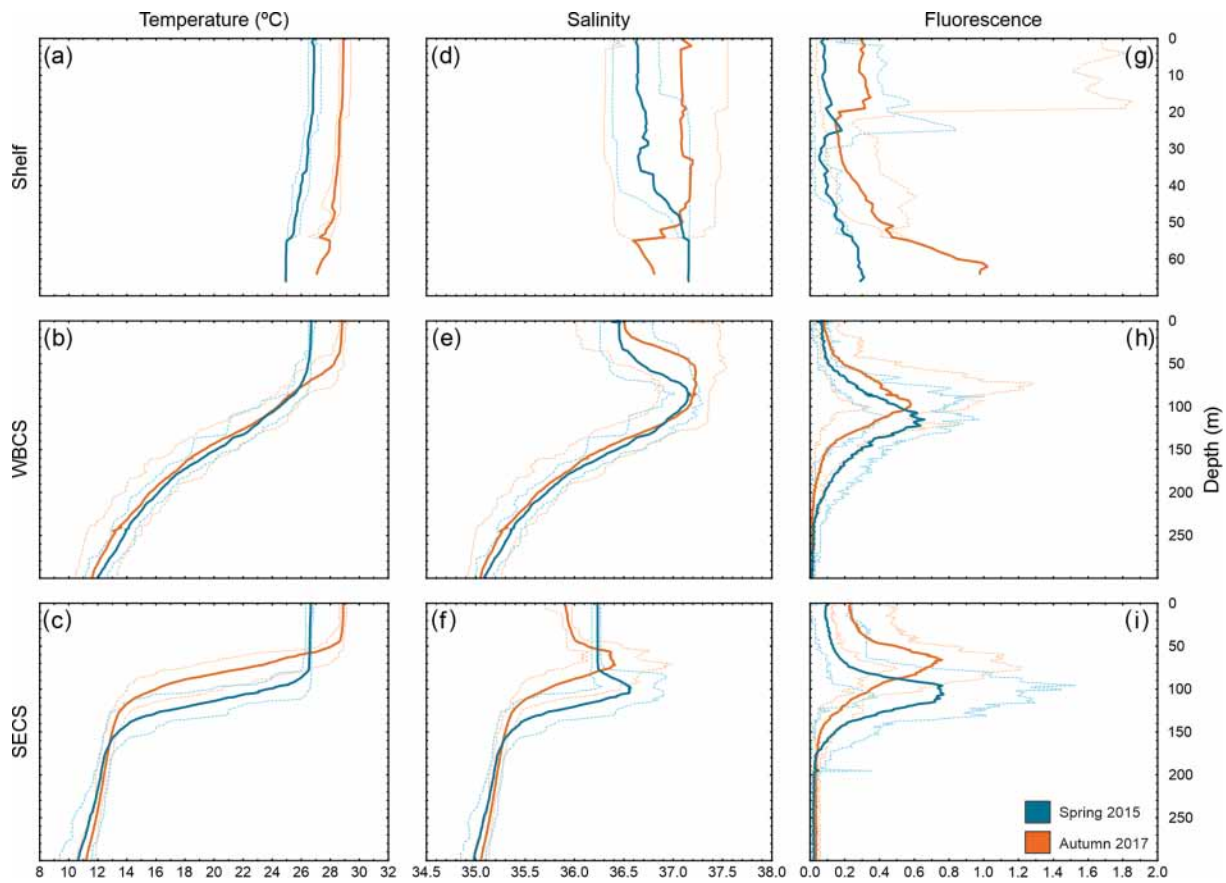 Temperature (ºC) Salinity Fluorescence
(a) (d) (g)
Shelf
0
10
20
30
40
50
60
(b) (e) (h)
WBCS
0
50
100
150
200
250
Depth (m)
(c) (f) (i)
SECS
0
50
100
150
200
250
Spring 2015
Autumn 2017
8 10 12 14 16 18 20 22 24 26 28 30 32
34.5 35.0 35.5 36.0 36.5 37.0 37.5 38.0
0.0 0.2 0.4 0.6 0.8 1.0 1.2 1.4 1.6 1.8 2.0